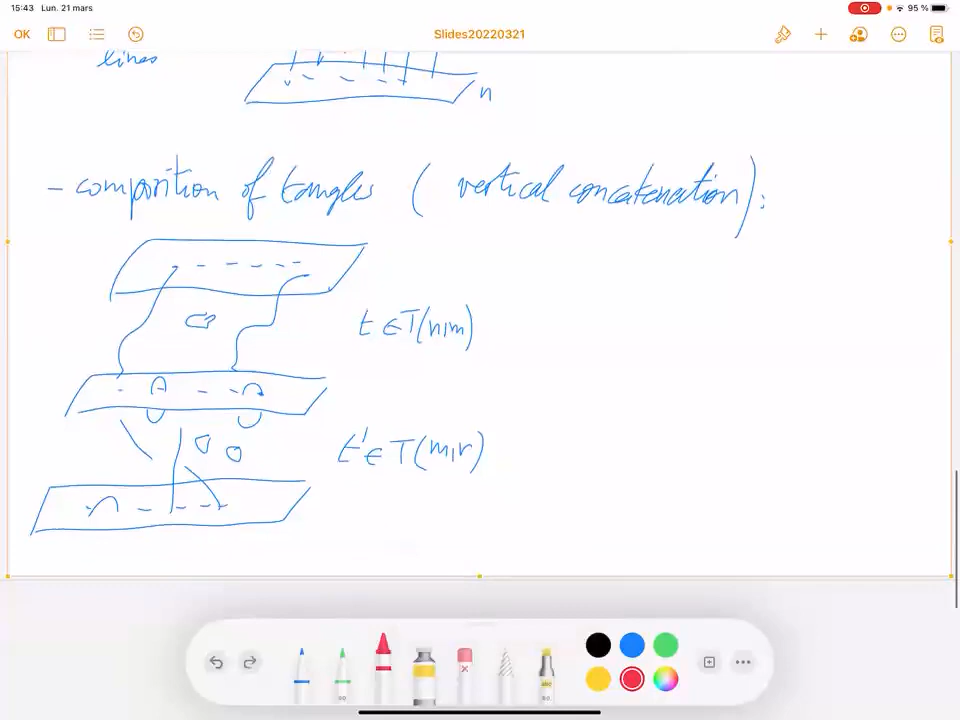 15:43 Lun. 21 mars
95 %
OK
Slides20220321
lines
n
- composition of tangles ( vertical concatenation ) :
t ∈ T(n,m)
t' ∈ T(m,r)